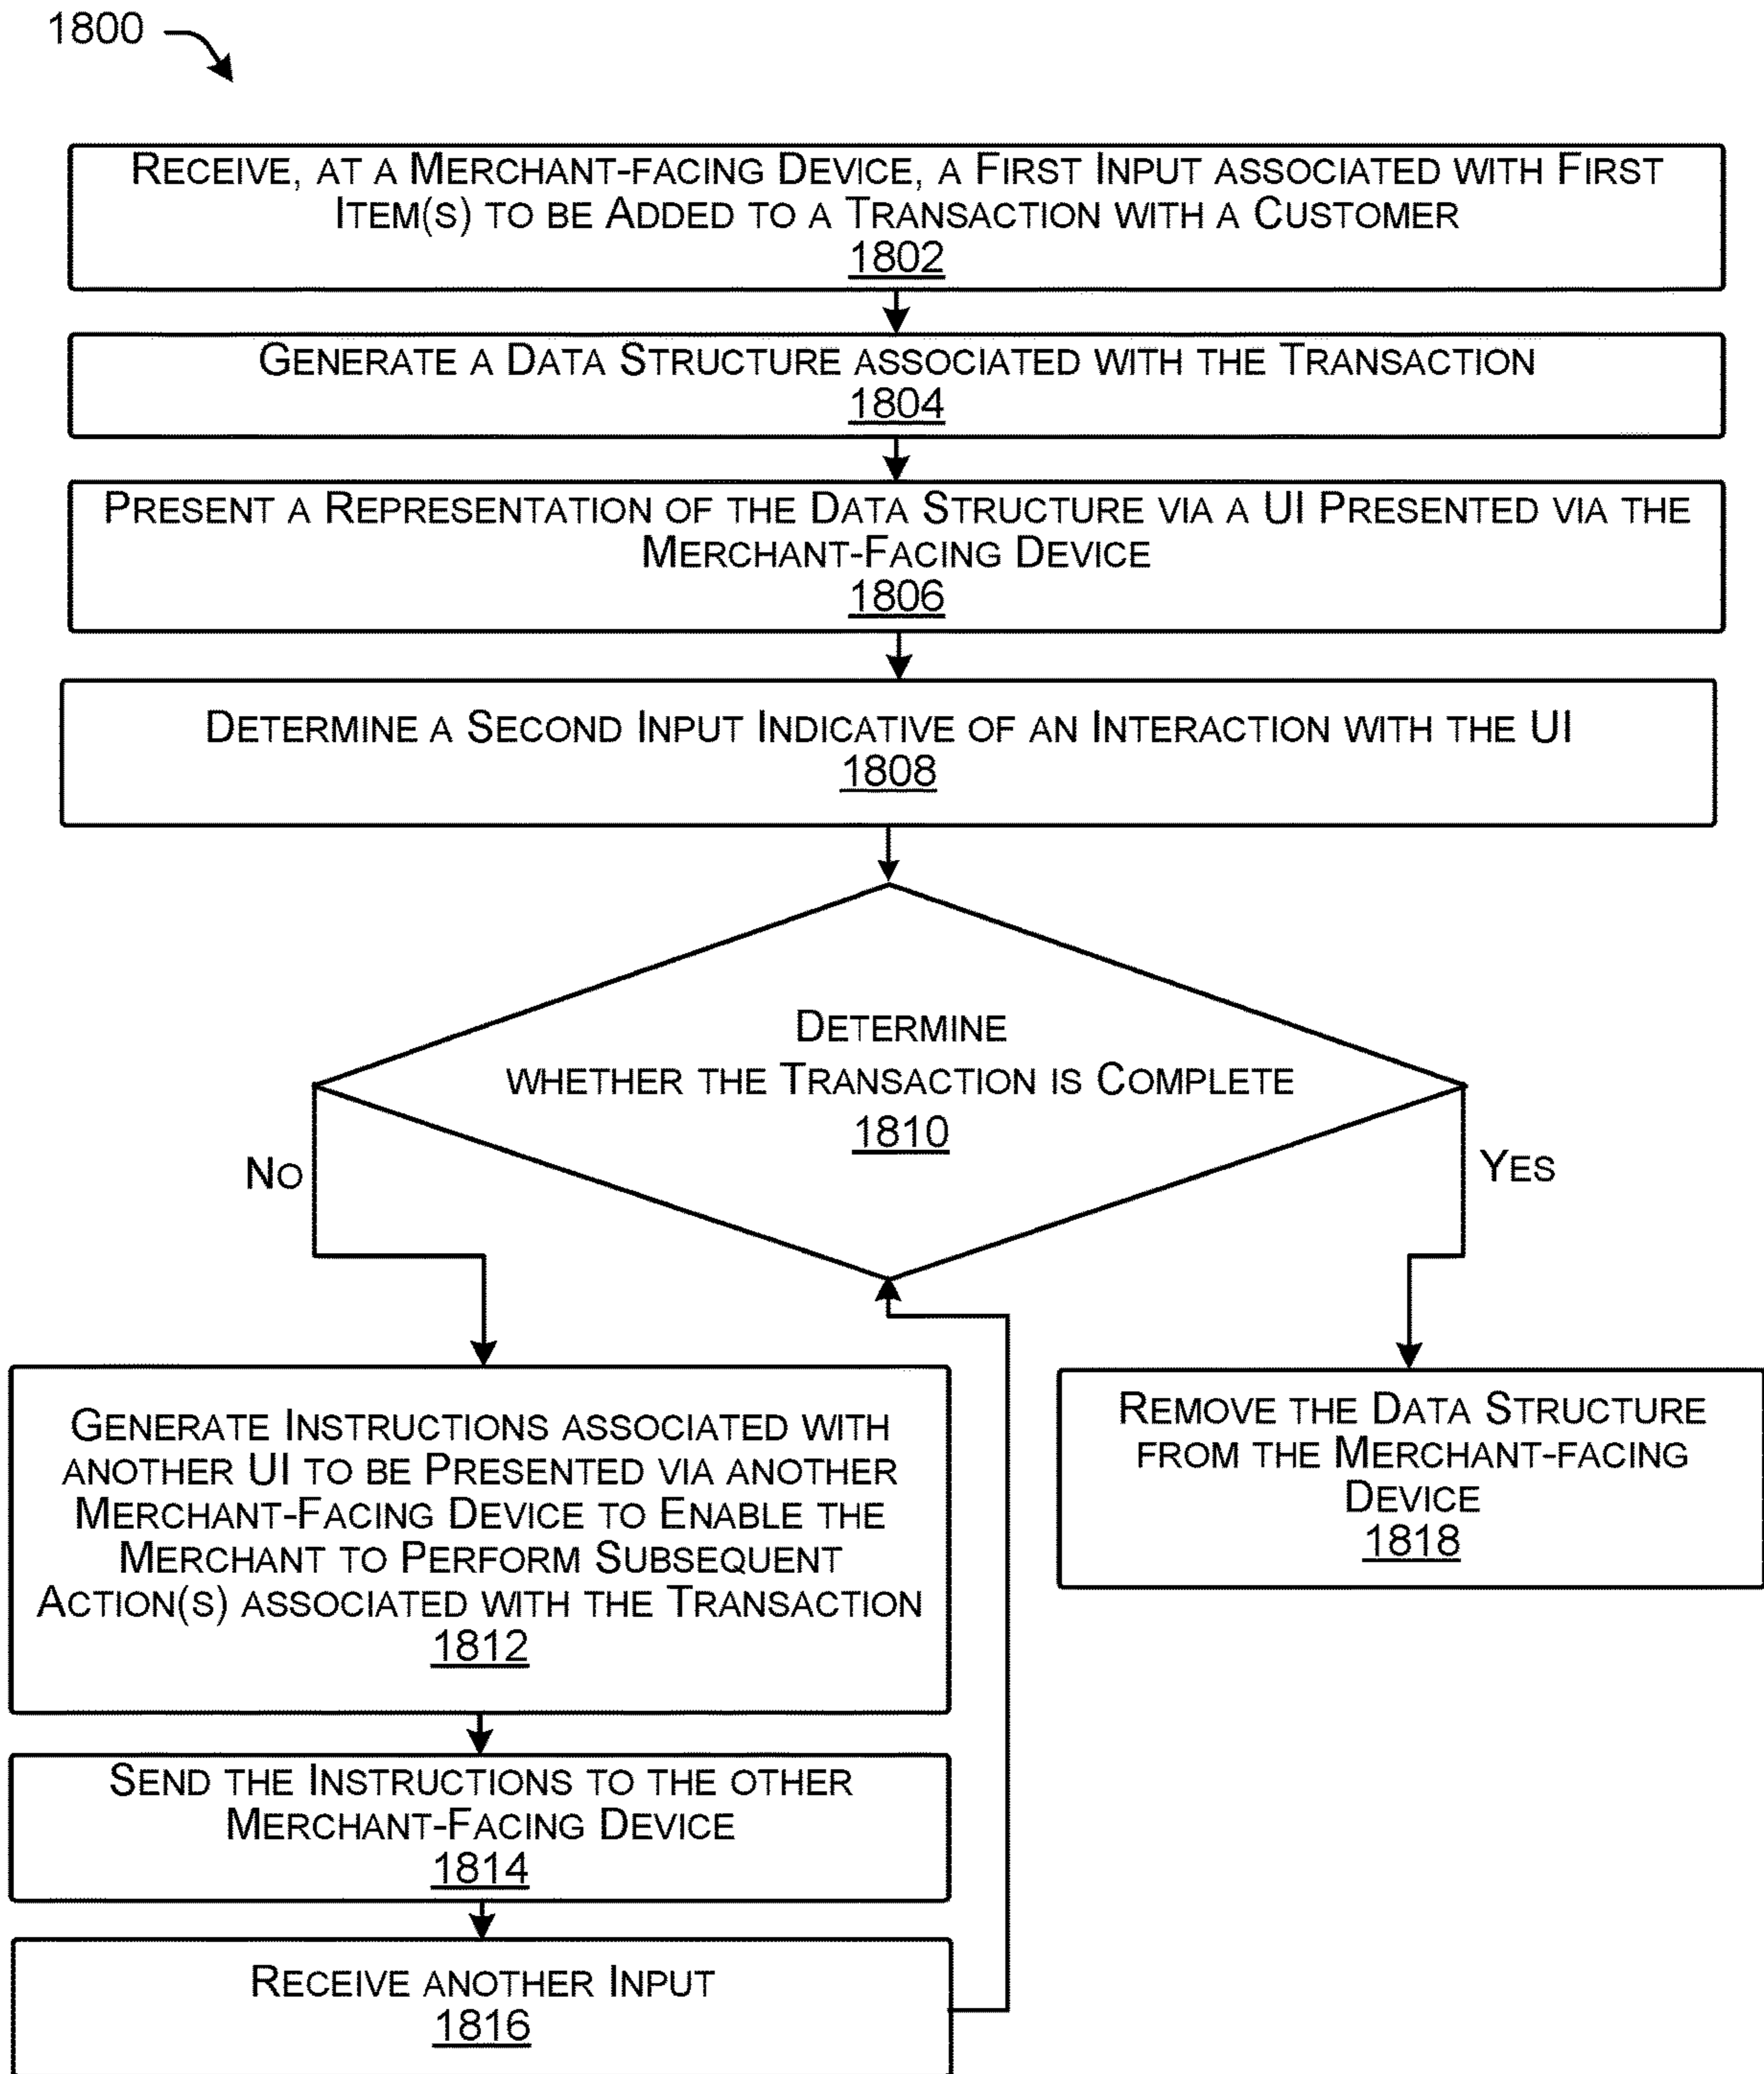 1800
RECEIVE, AT A MERCHANT-FACING DEVICE, A FIRST INPUT ASSOCIATED WITH FIRST
ITEM(S) TO BE ADDED TO A TRANSACTION WITH A CUSTOMER
1802
GENERATE A DATA STRUCTURE ASSOCIATED WITH THE TRANSACTION
1804
PRESENT A REPRESENTATION OF THE DATA STRUCTURE VIA A UI PRESENTED VIA THE
MERCHANT-FACING DEVICE
1806
DETERMINE A SECOND INPUT INDICATIVE OF AN INTERACTION WITH THE UI
1808
DETERMINE
WHETHER THE TRANSACTION IS COMPLETE
1810
NO
YES
GENERATE INSTRUCTIONS ASSOCIATED WITH
ANOTHER UI TO BE PRESENTED VIA ANOTHER
MERCHANT-FACING DEVICE TO ENABLE THE
MERCHANT TO PERFORM SUBSEQUENT
ACTION(S) ASSOCIATED WITH THE TRANSACTION
1812
SEND THE INSTRUCTIONS TO THE OTHER
MERCHANT-FACING DEVICE
1814
RECEIVE ANOTHER INPUT
1816
REMOVE THE DATA STRUCTURE
FROM THE MERCHANT-FACING
DEVICE
1818